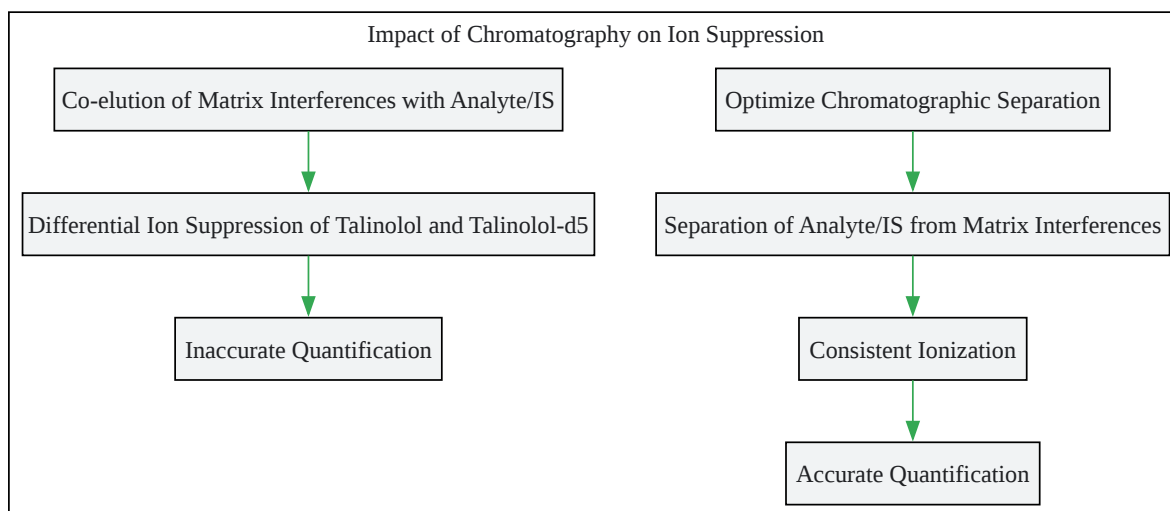 Impact of Chromatography on Ion Suppression
Co-elution of Matrix Interferences with Analyte/IS
Differential Ion Suppression of Talinolol and Talinolol-d5
Inaccurate Quantification
Optimize Chromatographic Separation
Separation of Analyte/IS from Matrix Interferences
Consistent Ionization
Accurate Quantification